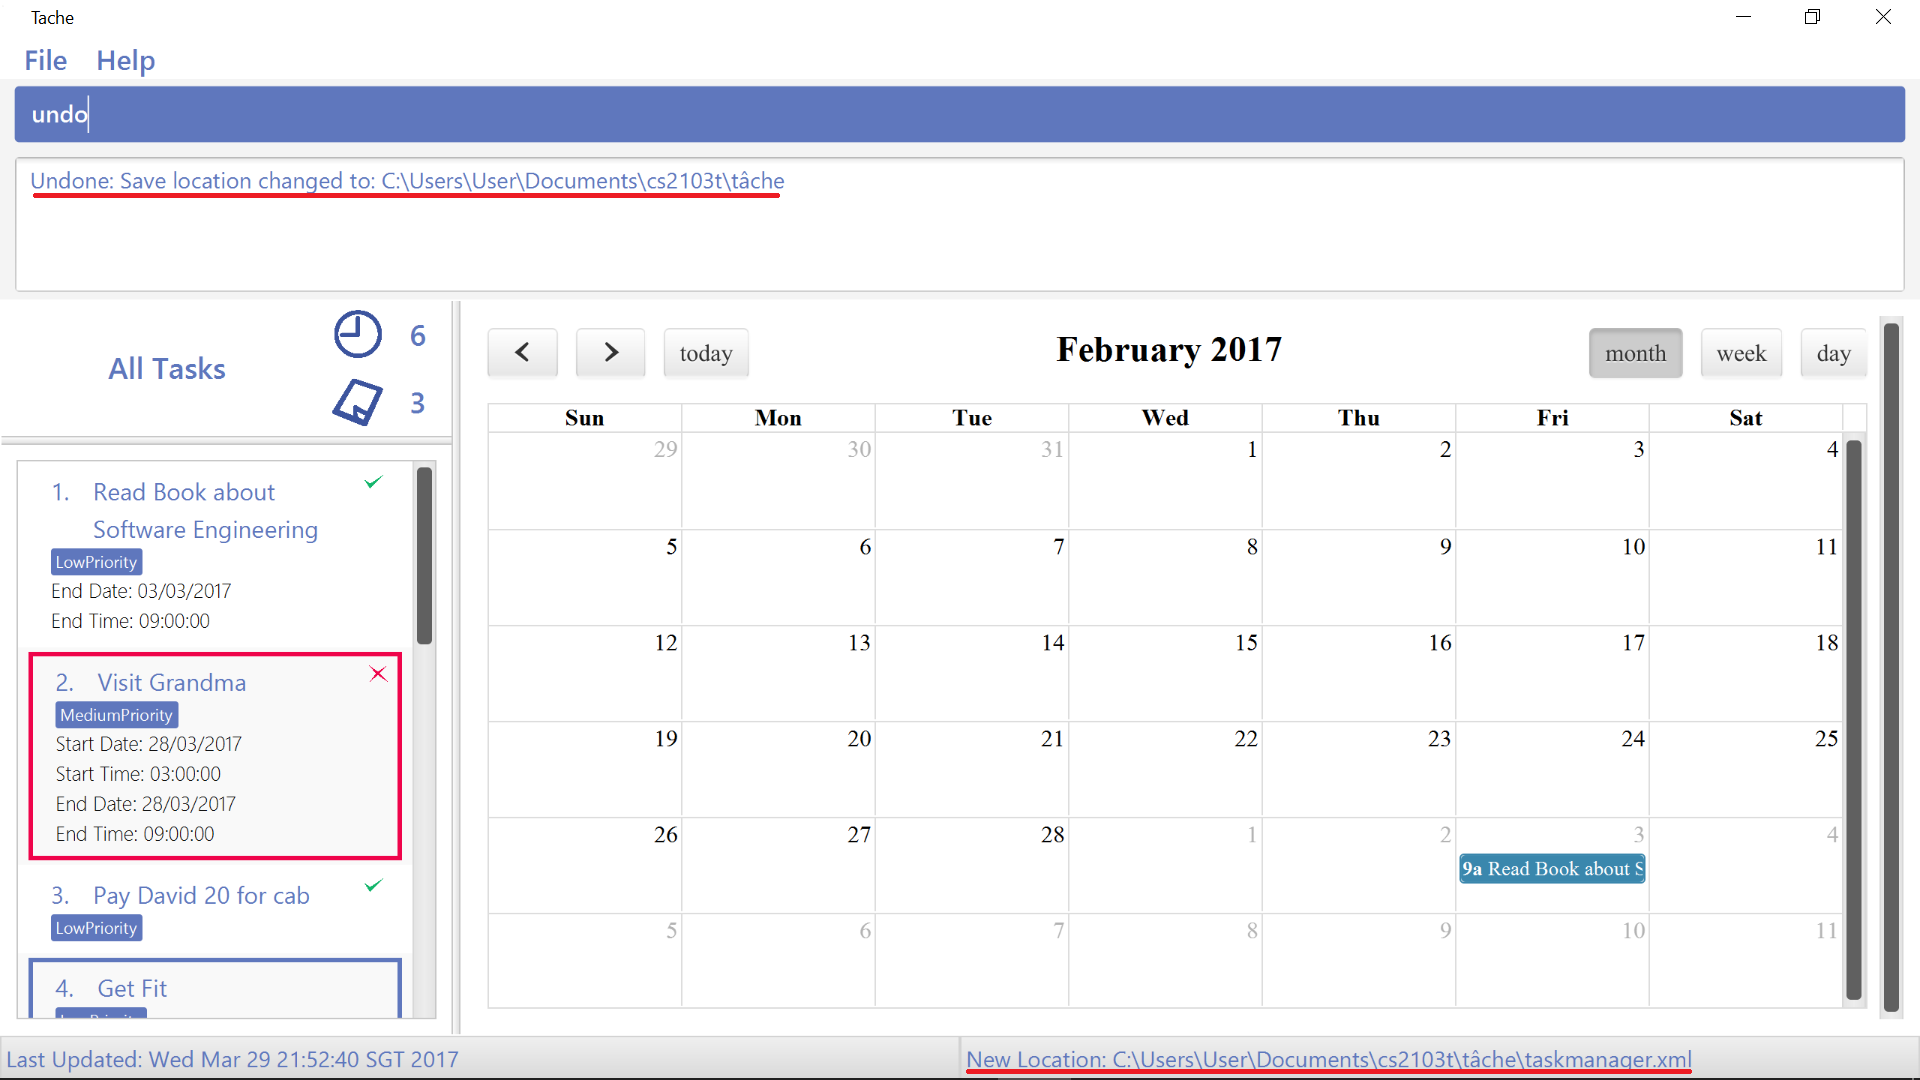 Tache
File Help
undo
Undone: Save location changed to: C:\Users\User\Documents\cs2103t\tâche
All Tasks
6
3
1. Read Book about
Software Engineering
LowPriority
End Date: 03/03/2017
End Time: 09:00:00
2. Visit Grandma
MediumPriority
Start Date: 28/03/2017
Start Time: 03:00:00
End Date: 28/03/2017
End Time: 09:00:00
3. Pay David 20 for cab
LowPriority
4. Get Fit
today
February 2017
month week day
Sun Mon Tue Wed Thu Fri Sat
29 30 31 1 2 3 4
5 6 7 8 9 10 11
12 13 14 15 16 17 18
19 20 21 22 23 24 25
26 27 28 1 2 3 4
9a Read Book about S
5 6 7 8 9 10 11
Last Updated: Wed Mar 29 21:52:40 SGT 2017
New Location: C:\Users\User\Documents\cs2103t\tâche\taskmanager.xml